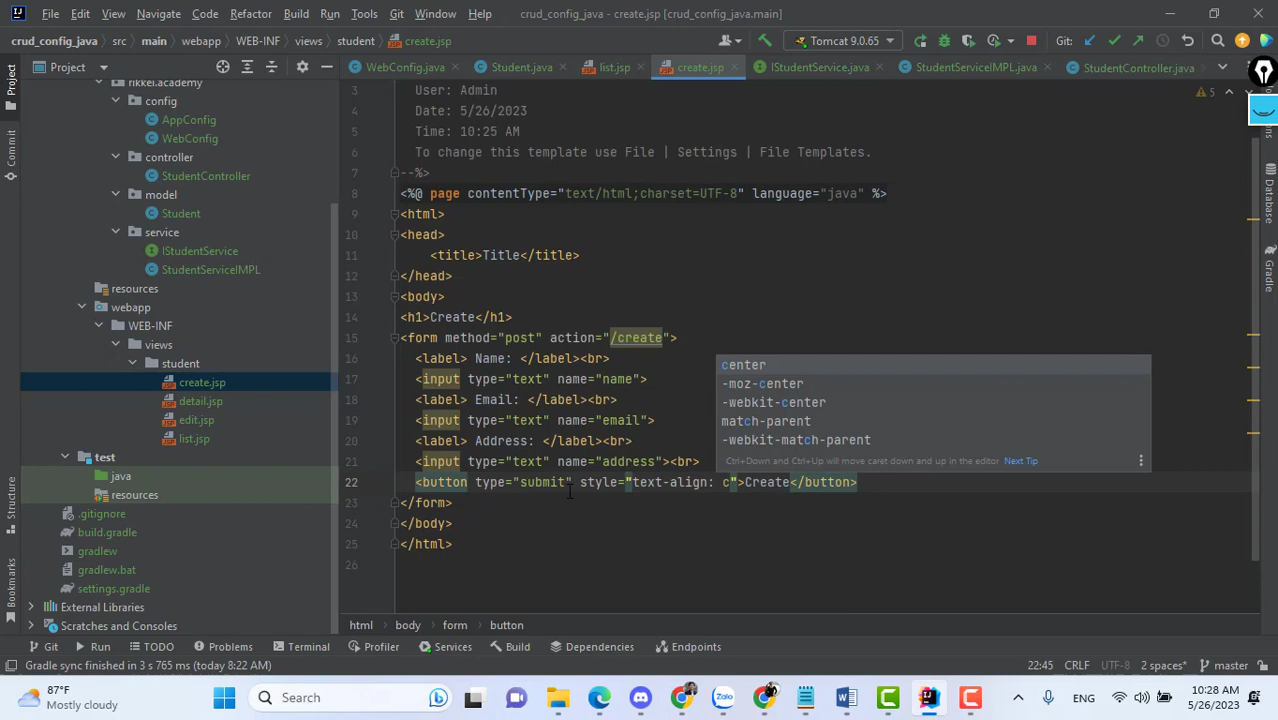 File Edit View Navigate Code Refactor Build Run Tools Git Window Help crud_config_java - create.jsp [crud_config_java.main]
crud_config_java src main webapp WEB-INF views student create.jsp Tomcat 9.0.65 Git:
Project
WebConfig.java Student.java list.jsp create.jsp IStudentService.java StudentServiceIMPL.java StudentController.java
rikkei.academy
config
AppConfig
WebConfig
controller
StudentController
model
Student
service
IStudentService
StudentServiceIMPL
resources
webapp
WEB-INF
views
student
create.jsp
detail.jsp
edit.jsp
list.jsp
test
java
resources
.gitignore
build.gradle
gradlew
gradlew.bat
settings.gradle
External Libraries
Scratches and Consoles
Project
Commit
Structure
Bookmarks
5
3 User: Admin
4 Date: 5/26/2023
5 Time: 10:25 AM
6 To change this template use File | Settings | File Templates.
7 --%>
8 <%@ page contentType="text/html;charset=UTF-8" language="java" %>
9 <html>
10 <head>
11 <title>Title</title>
12 </head>
13 <body>
14 <h1>Create</h1>
15 <form method="post" action="/create">
16 <label> Name: </label><br>
17 <input type="text" name="name">
18 <label> Email: </label><br>
19 <input type="text" name="email">
20 <label> Address: </label><br>
21 <input type="text" name="address"><br>
22 <button type="submit" style="text-align: c">Create</button>
23 </form>
24 </body>
25 </html>
26
center
-moz-center
-webkit-center
match-parent
-webkit-match-parent
Ctrl+Down and Ctrl+Up will move caret down and up in the editor Next Tip
Database
Gradle
html body form button
Git Run TODO Problems Terminal Profiler Services Build Dependencies Endpoints
Gradle sync finished in 3 s 765 ms (today 8:22 AM) 22:45 CRLF UTF-8 2 spaces* master
87°F
Mostly cloudy
Search
Zalo
ENG
10:28 AM
5/26/2023